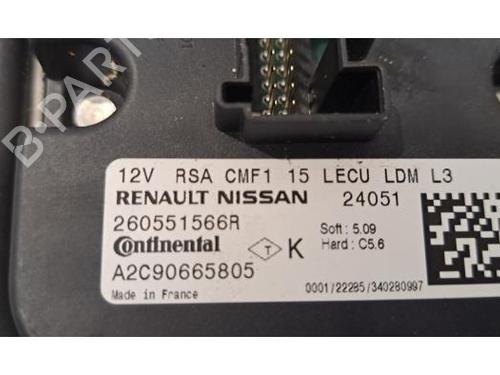 B-PARTS
12V RSA CMF1 15 LECU LDM L3
RENAULT NISSAN 24051
260551566R Soft : 5.09
Continental T K Hard : C5.6
A2C90665805
Made in France 0001/22285/340280997